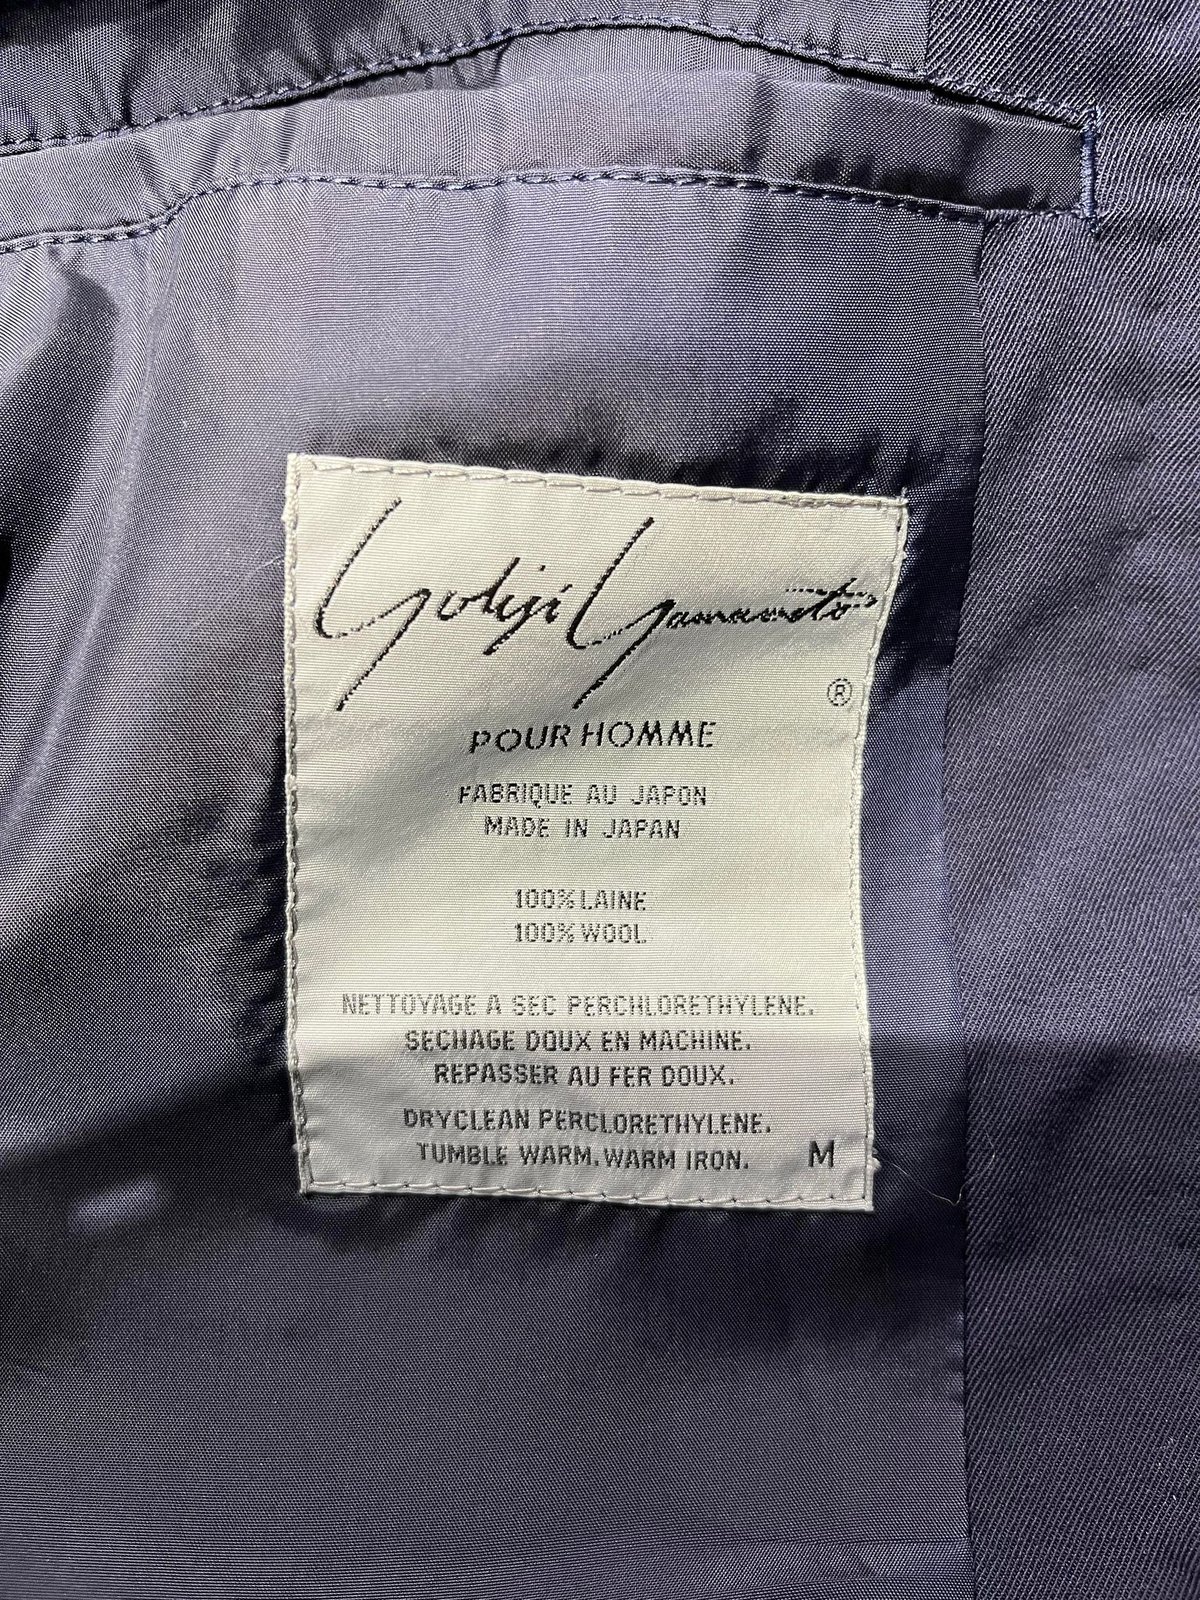 Yohji Yamamoto
®
POUR HOMME
FABRIQUE AU JAPON
MADE IN JAPAN
100% LAINE
100% WOOL
NETTOYAGE A SEC PERCHLORETHYLENE.
SECHAGE DOUX EN MACHINE.
REPASSER AU FER DOUX.
DRYCLEAN PERCLORETHYLENE.
TUMBLE WARM. WARM IRON.
M